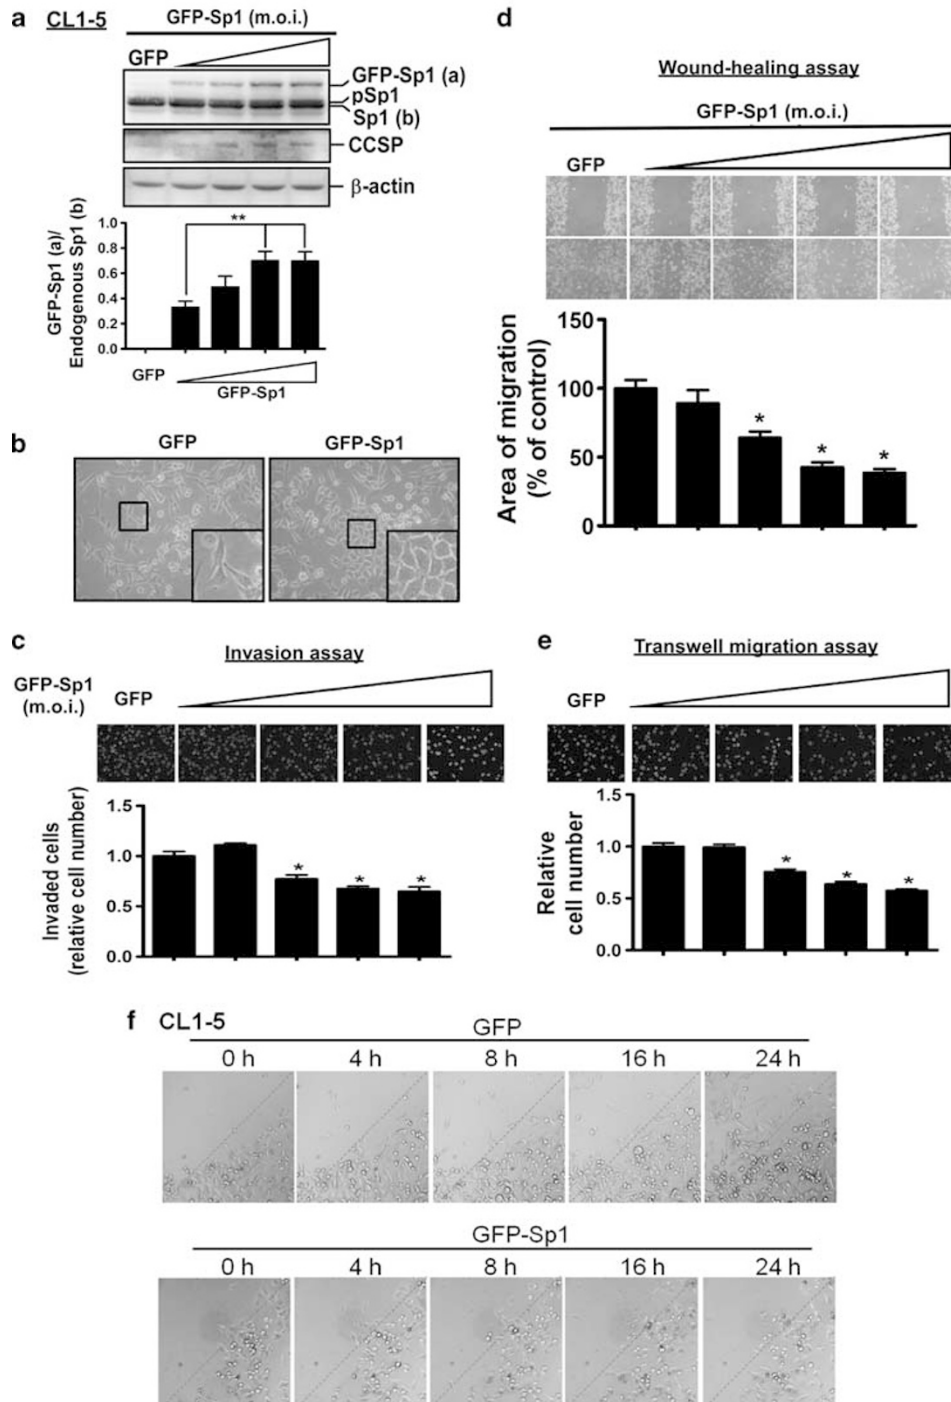 a CL1-5
GFP-Sp1 (m.o.i.)
GFP
GFP-Sp1 (a)
pSp1
Sp1 (b)
CCSP
β-actin
GFP-Sp1 (a)/
Endogenous Sp1 (b)
1.0
0.8
0.6
0.4
0.2
0.0
**
GFP
GFP-Sp1
b
GFP
GFP-Sp1
c
Invasion assay
GFP-Sp1
(m.o.i.)
GFP
Invaded cells
(relative cell number)
1.5
1.0
0.5
0.0
*
*
*
d
Wound-healing assay
GFP-Sp1 (m.o.i.)
GFP
Area of migration
(% of control)
150
100
50
0
*
*
*
e
Transwell migration assay
GFP
Relative
cell number
1.5
1.0
0.5
0.0
*
*
*
f CL1-5
GFP
0 h 4 h 8 h 16 h 24 h
GFP-Sp1
0 h 4 h 8 h 16 h 24 h